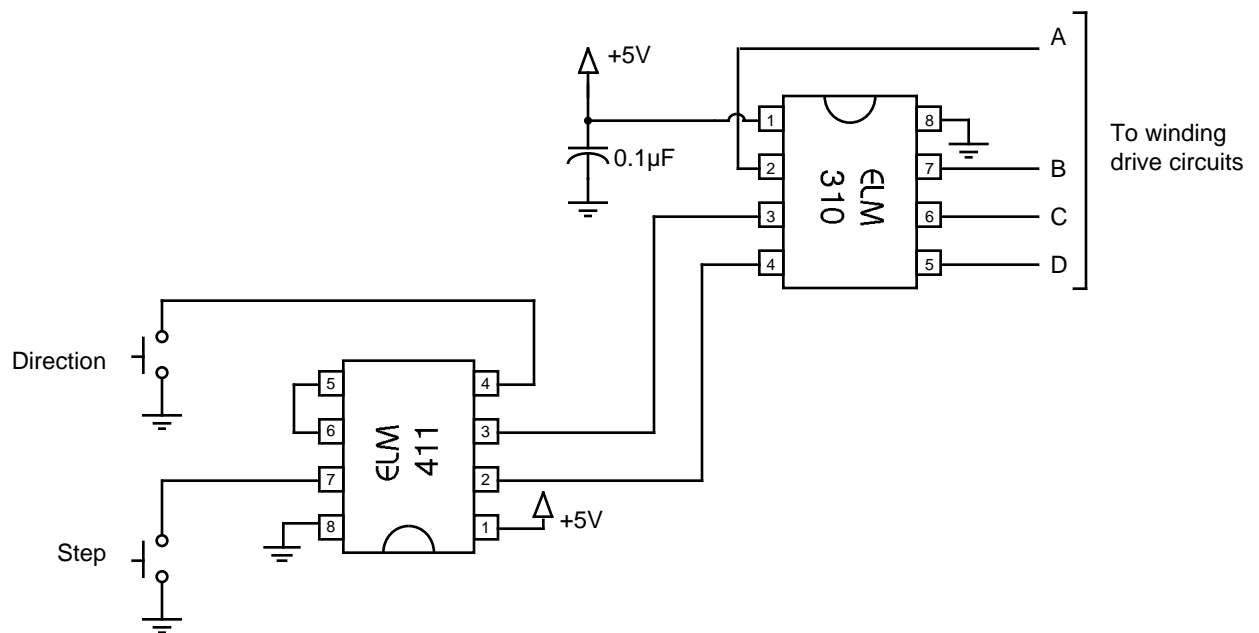 A
+5V
1
8
0.1µF
To winding
drive circuits
2
7
B
ELM
310
3
6
C
4
5
D
Direction
5
4
6
3
ELM
411
7
2
+5V
8
1
Step